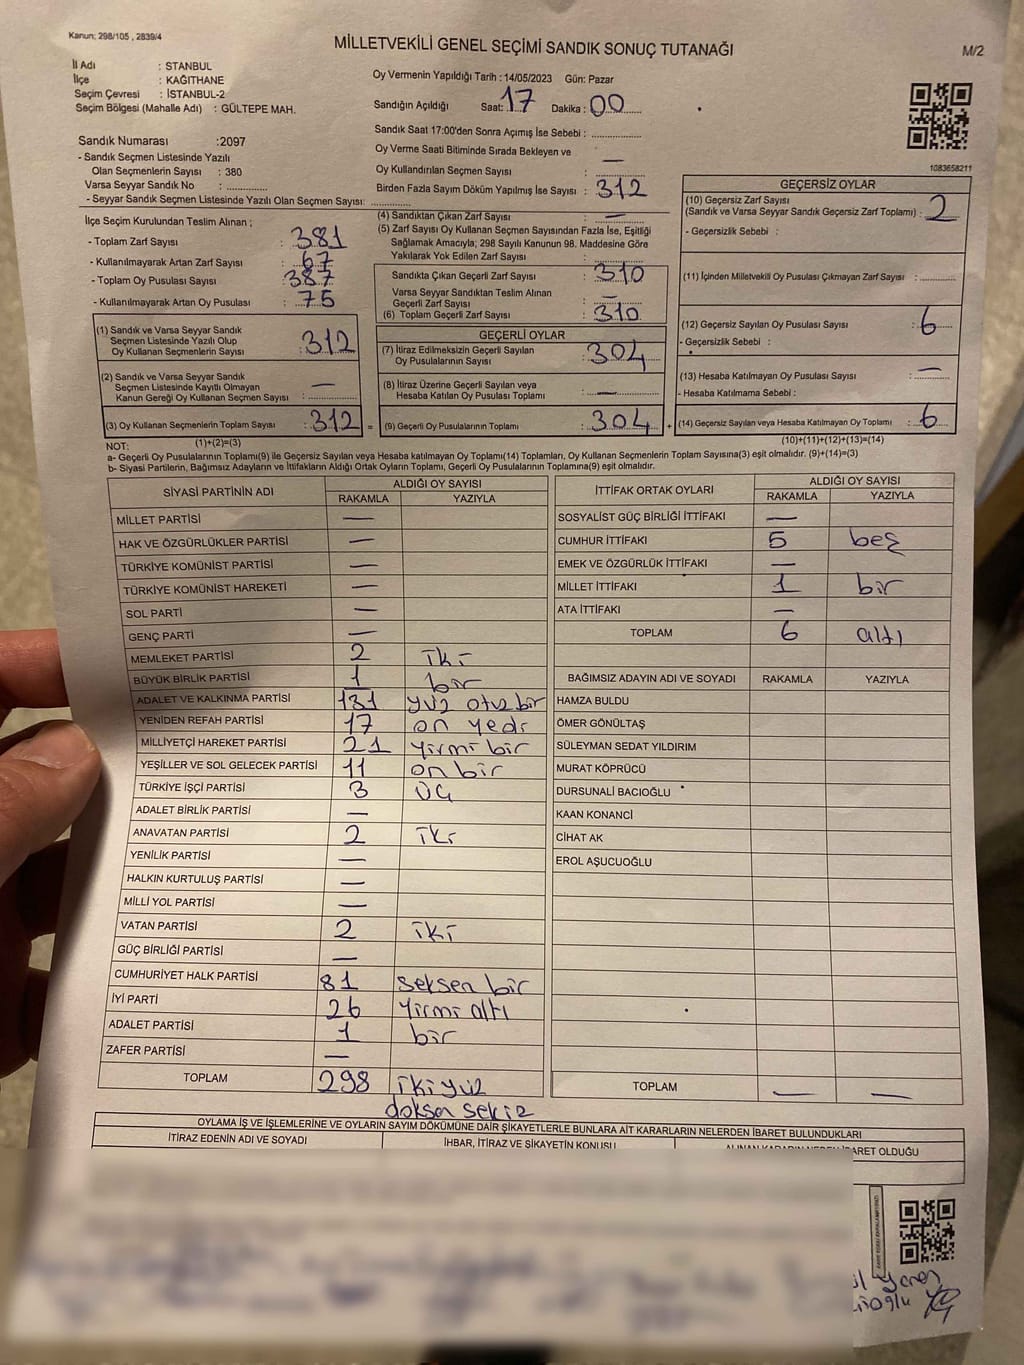 Kanun; 298/105 , 2839/4
MİLLETVEKİLİ GENEL SEÇİMİ SANDIK SONUÇ TUTANAĞI
M/2
İl Adı : STANBUL
İlçe : KAĞITHANE
Seçim Çevresi : İSTANBUL-2
Seçim Bölgesi (Mahalle Adı) : GÜLTEPE MAH.
Oy Vermenin Yapıldığı Tarih : 14/05/2023 Gün: Pazar
Sandığın Açıldığı Saat: 17 Dakika : 00
Sandık Saat 17:00'den Sonra Açımış İse Sebebi : ..............
Oy Verme Saati Bitiminde Sırada Bekleyen ve
Oy Kullandırılan Seçmen Sayısı : —
Birden Fazla Sayım Döküm Yapılmış İse Sayısı : 312
1083658211
Sandık Numarası :2097
- Sandık Seçmen Listesinde Yazılı
Olan Seçmenlerin Sayısı : 380
Varsa Seyyar Sandık No : ..............
- Seyyar Sandık Seçmen Listesinde Yazılı Olan Seçmen Sayısı: ..............
İlçe Seçim Kurulundan Teslim Alınan ;
- Toplam Zarf Sayısı : 381
- Kullanılmayarak Artan Zarf Sayısı : 67
- Toplam Oy Pusulası Sayısı : 387
- Kullanılmayarak Artan Oy Pusulası : 75
(1) Sandık ve Varsa Seyyar Sandık
Seçmen Listesinde Yazılı Olup
Oy Kullanan Seçmenlerin Sayısı : 312
(2) Sandık ve Varsa Seyyar Sandık
Seçmen Listesinde Kayıtlı Olmayan
Kanun Gereği Oy Kullanan Seçmen Sayısı : —
(3) Oy Kullanan Seçmenlerin Toplam Sayısı : 312 =
(1)+(2)=(3)
(4) Sandıktan Çıkan Zarf Sayısı : —
(5) Zarf Sayısı Oy Kullanan Seçmen Sayısından Fazla İse, Eşitliği
Sağlamak Amacıyla; 298 Sayılı Kanunun 98. Maddesine Göre
Yakılarak Yok Edilen Zarf Sayısı :
Sandıkta Çıkan Geçerli Zarf Sayısı : 310
Varsa Seyyar Sandıktan Teslim Alınan
Geçerli Zarf Sayısı : —
(6) Toplam Geçerli Zarf Sayısı : 310
GEÇERLİ OYLAR
(7) İtiraz Edilmeksizin Geçerli Sayılan
Oy Pusulalarının Sayısı : 304
(8) İtiraz Üzerine Geçerli Sayılan veya
Hesaba Katılan Oy Pusulası Toplamı : —
(9) Geçerli Oy Pusulalarının Toplamı : 304 +
GEÇERSİZ OYLAR
(10) Geçersiz Zarf Sayısı
(Sandık ve Varsa Seyyar Sandık Geçersiz Zarf Toplamı) : 2
- Geçersizlik Sebebi :
(11) İçinden Milletvekili Oy Pusulası Çıkmayan Zarf Sayısı : ..............
(12) Geçersiz Sayılan Oy Pusulası Sayısı : 6
- Geçersizlik Sebebi :
(13) Hesaba Katılmayan Oy Pusulası Sayısı : —
- Hesaba Katılmama Sebebi :
(14) Geçersiz Sayılan veya Hesaba Katılmayan Oy Toplamı : 6
(10)+(11)+(12)+(13)=(14)
NOT:
a- Geçerli Oy Pusulalarının Toplamı(9) ile Geçersiz Sayılan veya Hesaba katılmayan Oy Toplamı(14) Toplamları, Oy Kullanan Seçmenlerin Toplam Sayısına(3) eşit olmalıdır. (9)+(14)=(3)
b- Siyasi Partilerin, Bağımsız Adayların ve İttifakların Aldığı Ortak Oyların Toplamı, Geçerli Oy Pusulalarının Toplamına(9) eşit olmalıdır.
SİYASİ PARTİNİN ADI ALDIĞI OY SAYISI
RAKAMLA YAZIYLA
MİLLET PARTİSİ —
HAK VE ÖZGÜRLÜKLER PARTİSİ —
TÜRKİYE KOMÜNİST PARTİSİ —
TÜRKİYE KOMÜNİST HAREKETİ —
SOL PARTİ —
GENÇ PARTİ —
MEMLEKET PARTİSİ 2 iki
BÜYÜK BİRLİK PARTİSİ 1 bir
ADALET VE KALKINMA PARTİSİ 131 yüz otuz bir
YENİDEN REFAH PARTİSİ 17 on yedi
MİLLİYETÇİ HAREKET PARTİSİ 21 yirmi bir
YEŞİLLER VE SOL GELECEK PARTİSİ 11 on bir
TÜRKİYE İŞÇİ PARTİSİ 3 üç
ADALET BİRLİK PARTİSİ —
ANAVATAN PARTİSİ 2 iki
YENİLİK PARTİSİ —
HALKIN KURTULUŞ PARTİSİ —
MİLLİ YOL PARTİSİ —
VATAN PARTİSİ 2 iki
GÜÇ BİRLİĞİ PARTİSİ —
CUMHURİYET HALK PARTİSİ 81 seksen bir
İYİ PARTİ 26 yirmi altı
ADALET PARTİSİ 1 bir
ZAFER PARTİSİ —
TOPLAM 298 ikiyüz
doksan sekiz
İTTİFAK ORTAK OYLARI ALDIĞI OY SAYISI
RAKAMLA YAZIYLA
SOSYALİST GÜÇ BİRLİĞİ İTTİFAKI —
CUMHUR İTTİFAKI 5 beş
EMEK VE ÖZGÜRLÜK İTTİFAKI —
MİLLET İTTİFAKI 1 bir
ATA İTTİFAKI —
TOPLAM 6 altı
BAĞIMSIZ ADAYIN ADI VE SOYADI RAKAMLA YAZIYLA
HAMZA BULDU
ÖMER GÖNÜLTAŞ
SÜLEYMAN SEDAT YILDIRIM
MURAT KÖPRÜCÜ
DURSUNALİ BACIOĞLU
KAAN KONANCİ
CİHAT AK
EROL AŞUCUOĞLU
TOPLAM — —
OYLAMA İŞ VE İŞLEMLERİNE VE OYLARIN SAYIM DÖKÜMÜNE DAİR ŞİKAYETLERLE BUNLARA AİT KARARLARIN NELERDEN İBARET BULUNDUKLARI
İTİRAZ EDENİN ADI VE SOYADI İHBAR, İTİRAZ VE ŞİKAYETİN KONUSU OLDUĞU